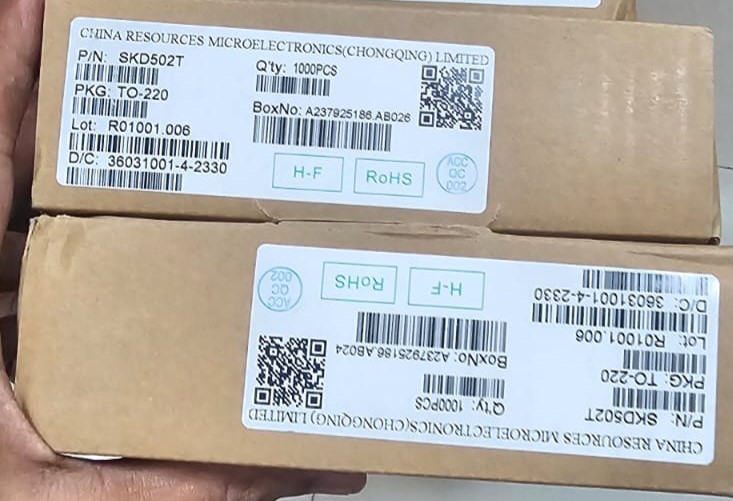 CHINA RESOURCES MICROELECTRONICS(CHONGQING) LIMITED
P/N: SKD502T
Q'ty: 1000PCS
PKG: TO-220
BoxNo: A237925186.AB026
Lot: R01001.006
D/C: 36031001-4-2330
H-F
RoHS
ACC
QC
002
CHINA RESOURCES MICROELECTRONICS(CHONGQING) LIMITED
P/N: SKD502T
Q'ty: 1000PCS
PKG: TO-220
BoxNo: A237925186.AB024
Lot: R01001.006
D/C: 36031001-4-2330
H-F
RoHS
ACC
QC
002